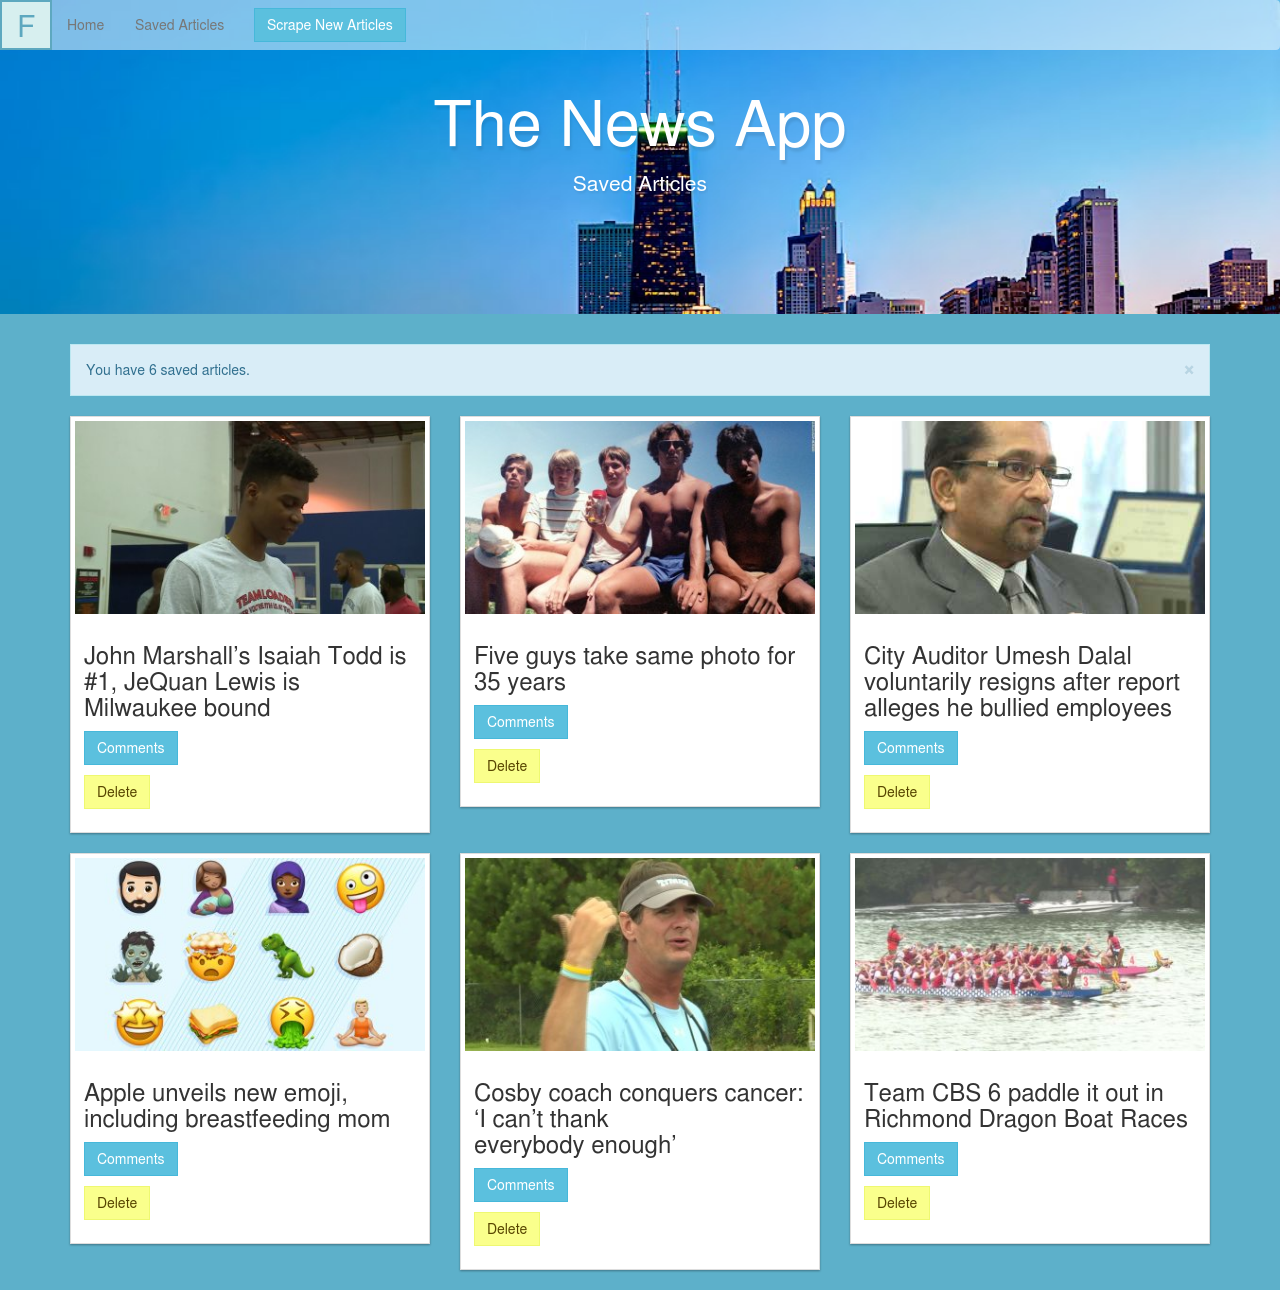 F
Home
Saved Articles
Scrape New Articles
The News App
Saved Articles
You have 6 saved articles.
×
TEAMLOADED
John Marshall’s Isaiah Todd is
#1, JeQuan Lewis is
Milwaukee bound
Comments
Delete
Five guys take same photo for
35 years
Comments
Delete
City Auditor Umesh Dalal
voluntarily resigns after report
alleges he bullied employees
Comments
Delete
Apple unveils new emoji,
including breastfeeding mom
Comments
Delete
Cosby coach conquers cancer:
‘I can’t thank
everybody enough’
Comments
Delete
4
3
Team CBS 6 paddle it out in
Richmond Dragon Boat Races
Comments
Delete